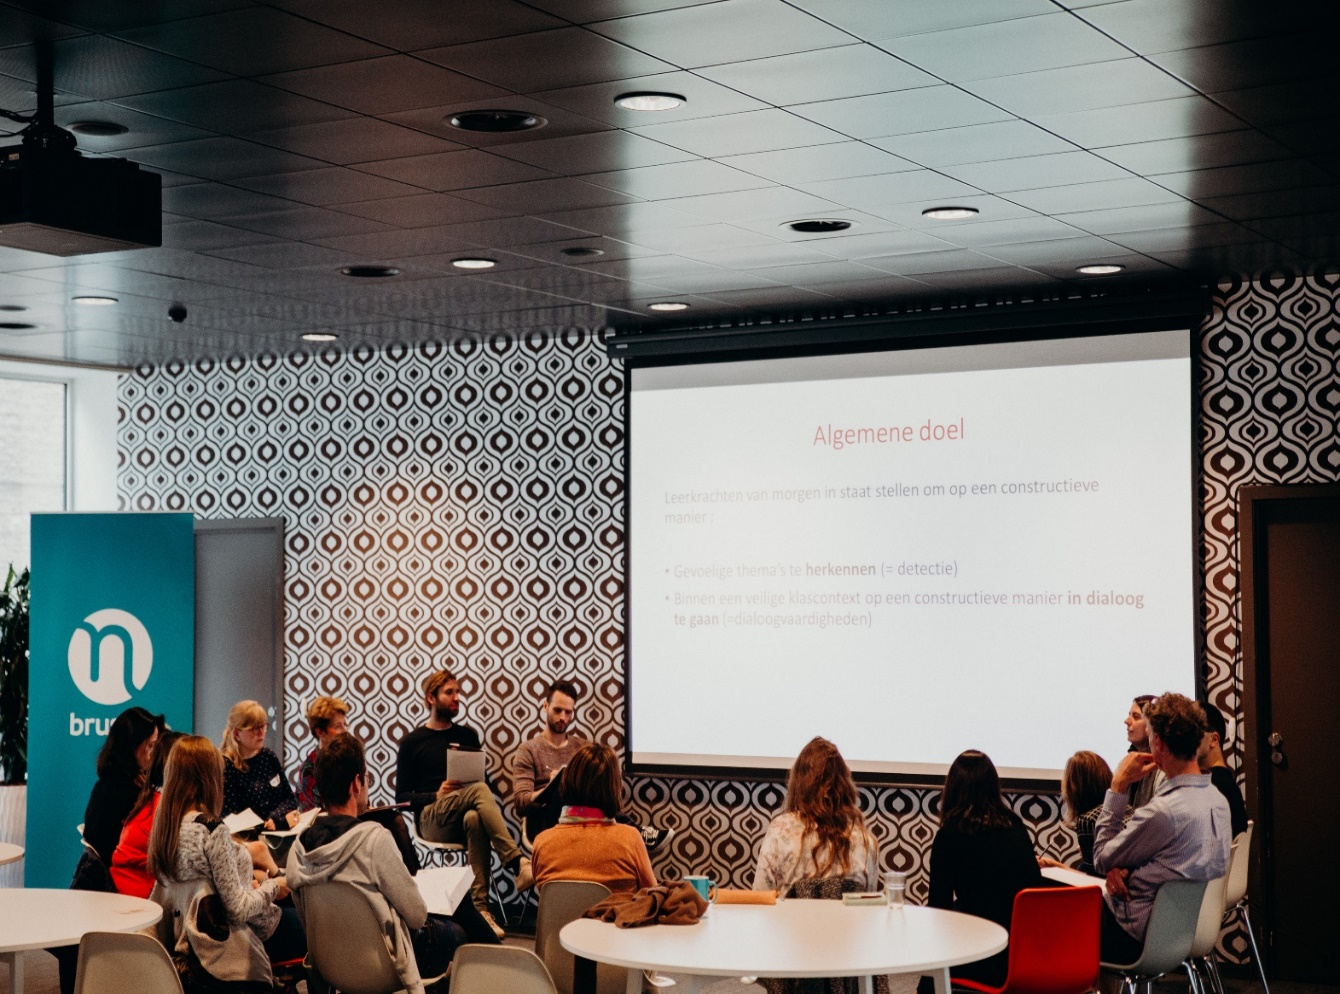 Algemene doel
Leerkrachten van morgen in staat stellen om op een constructieve
manier :
• Gevoelige thema's te herkennen (= detectie)
• Binnen een veilige klascontext op een constructieve manier in dialoog
te gaan (=dialoogvaardigheden)
n